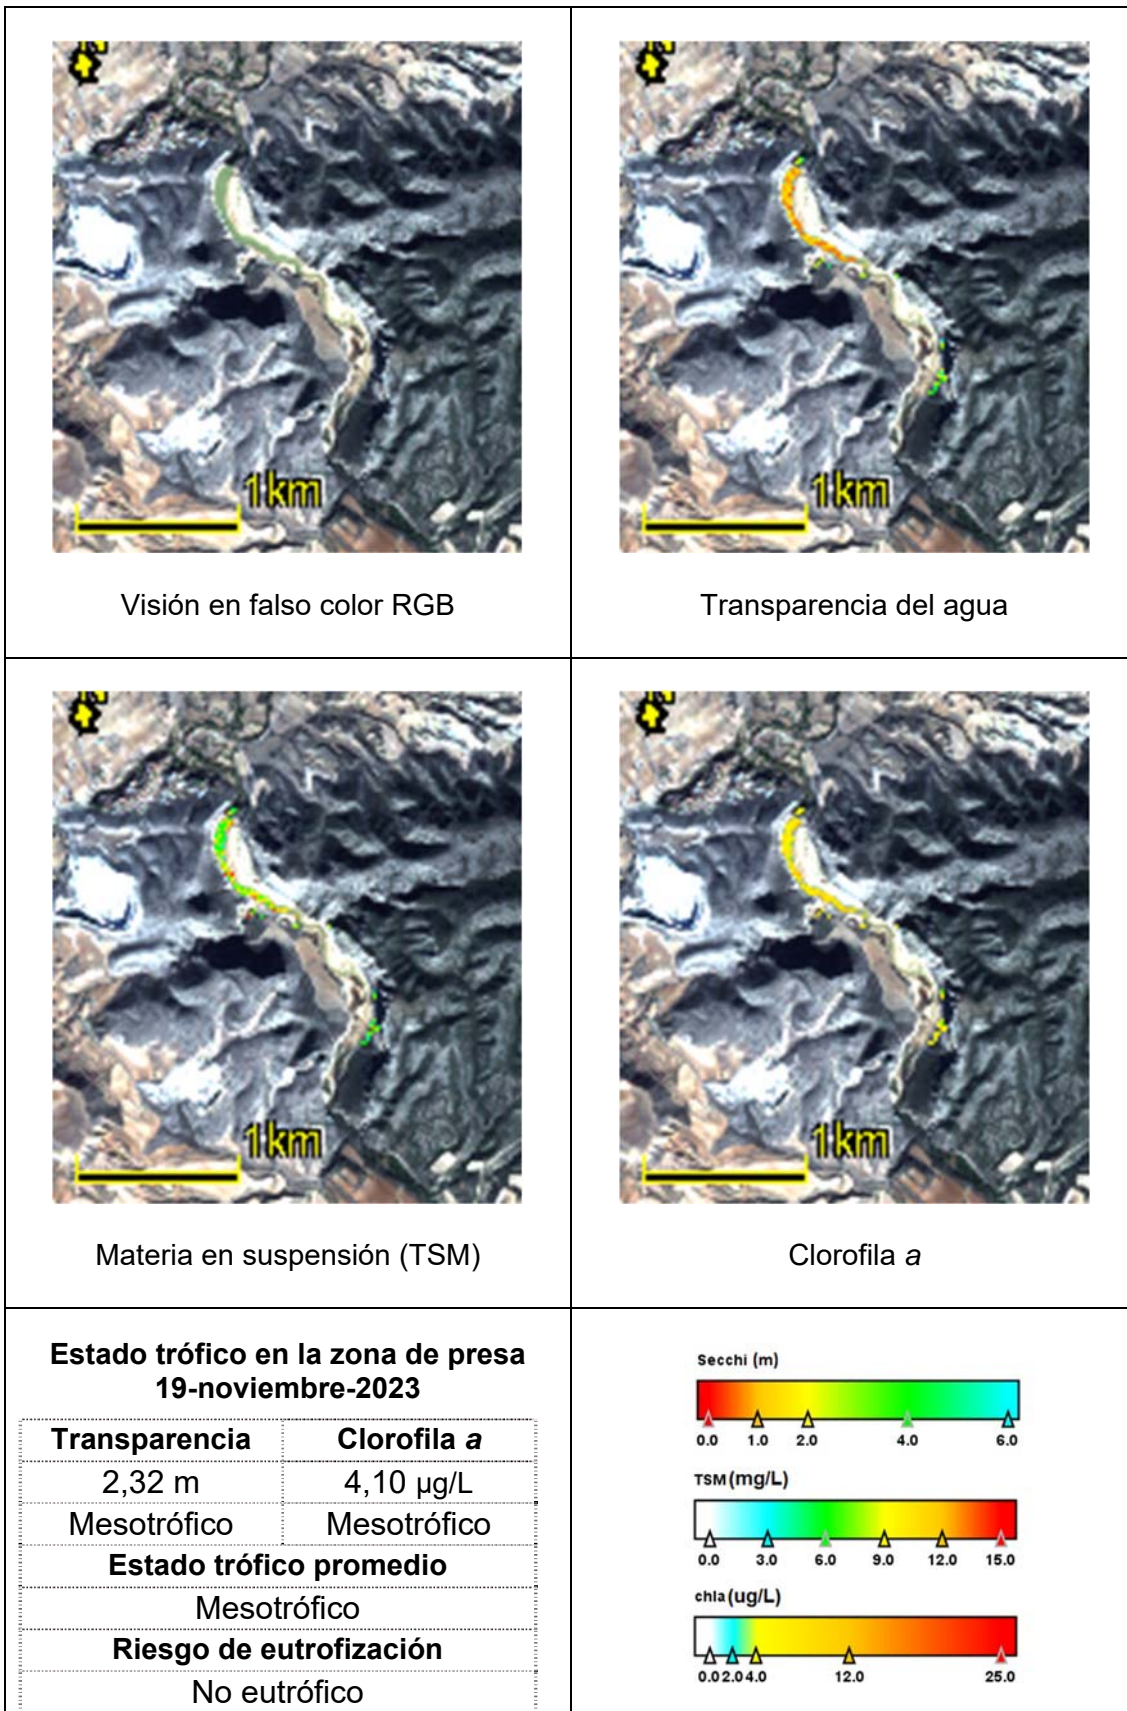 1km
Visión en falso color RGB
1km
Transparencia del agua
1km
Materia en suspensión (TSM)
1km
Clorofila a
Estado trófico en la zona de presa
19-noviembre-2023
Transparencia Clorofila a
2,32 m 4,10 µg/L
Mesotrófico Mesotrófico
Estado trófico promedio
Mesotrófico
Riesgo de eutrofización
No eutrófico
Secchi (m)
0.0 1.0 2.0 4.0 6.0
TSM (mg/L)
0.0 3.0 6.0 9.0 12.0 15.0
chla (ug/L)
0.0 2.0 4.0 12.0 25.0